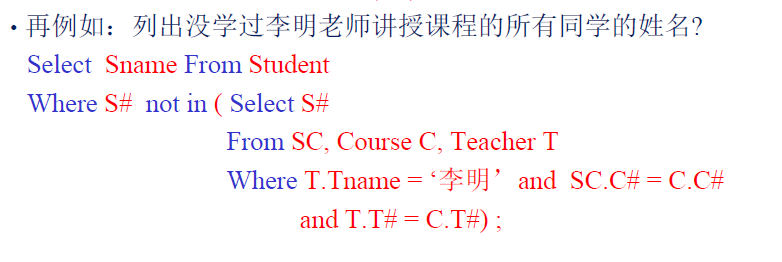 • 再例如：列出没学过李明老师讲授课程的所有同学的姓名?
Select Sname From Student
Where S# not in ( Select S#
From SC, Course C, Teacher T
Where T.Tname = ‘李明’ and SC.C# = C.C#
and T.T# = C.T#) ;